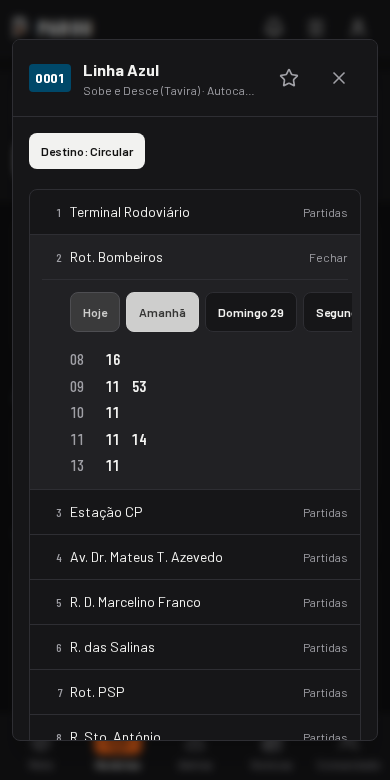 0001
Linha Azul
Sobe e Desce (Tavira) · Autoca...
Destino: Circular
1 Terminal Rodoviário Partidas
2 Rot. Bombeiros Fechar
Hoje Amanhã Domingo 29 Segun
08 16
09 11 53
10 11
11 11 14
13 11
3 Estação CP Partidas
4 Av. Dr. Mateus T. Azevedo Partidas
5 R. D. Marcelino Franco Partidas
6 R. das Salinas Partidas
7 Rot. PSP Partidas
8 R. Sto. António Partidas